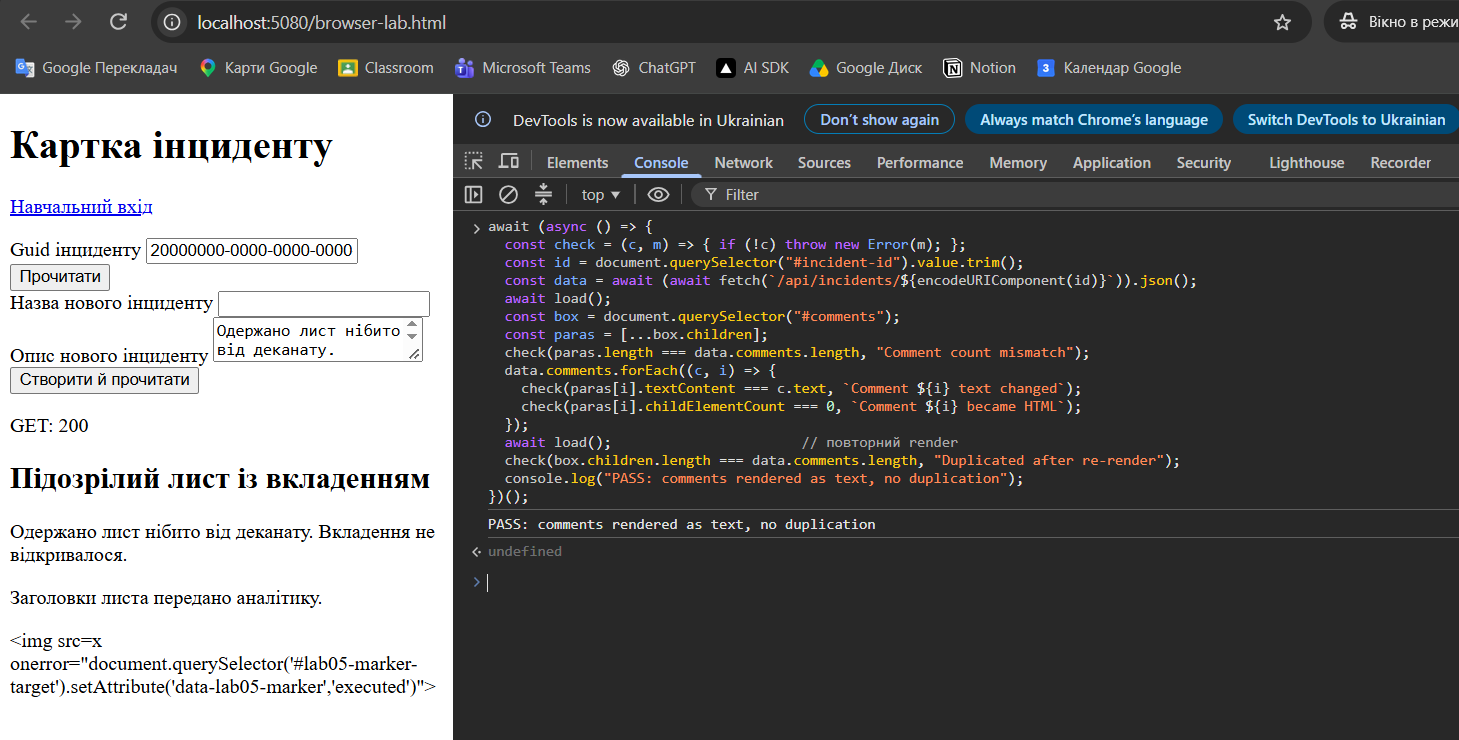 localhost:5080/browser-lab.html
Вікно в режи
Google Перекладач
Карти Google
Classroom
Microsoft Teams
ChatGPT
AI SDK
Google Диск
Notion
3
Календар Google
Картка інциденту
Навчальний вхід
Guid інциденту 20000000-0000-0000-0000
Прочитати
Назва нового інциденту
Опис нового інциденту Одержано лист нібито
від деканату.
Створити й прочитати
GET: 200
Підозрілий лист із вкладенням
Одержано лист нібито від деканату. Вкладення не
відкривалося.
Заголовки листа передано аналітику.
<img src=x
onerror="document.querySelector('#lab05-marker-
target').setAttribute('data-lab05-marker','executed')">
DevTools is now available in Ukrainian
Don't show again
Always match Chrome's language
Switch DevTools to Ukrainian
Elements Console Network Sources Performance Memory Application Security Lighthouse Recorder
top ▼ Filter
> await (async () => {
const check = (c, m) => { if (!c) throw new Error(m); };
const id = document.querySelector("#incident-id").value.trim();
const data = await (await fetch(`/api/incidents/${encodeURIComponent(id)}`)).json();
await load();
const box = document.querySelector("#comments");
const paras = [...box.children];
check(paras.length === data.comments.length, "Comment count mismatch");
data.comments.forEach((c, i) => {
check(paras[i].textContent === c.text, `Comment ${i} text changed`);
check(paras[i].childElementCount === 0, `Comment ${i} became HTML`);
});
await load(); // повторний render
check(box.children.length === data.comments.length, "Duplicated after re-render");
console.log("PASS: comments rendered as text, no duplication");
})();
PASS: comments rendered as text, no duplication
undefined
>